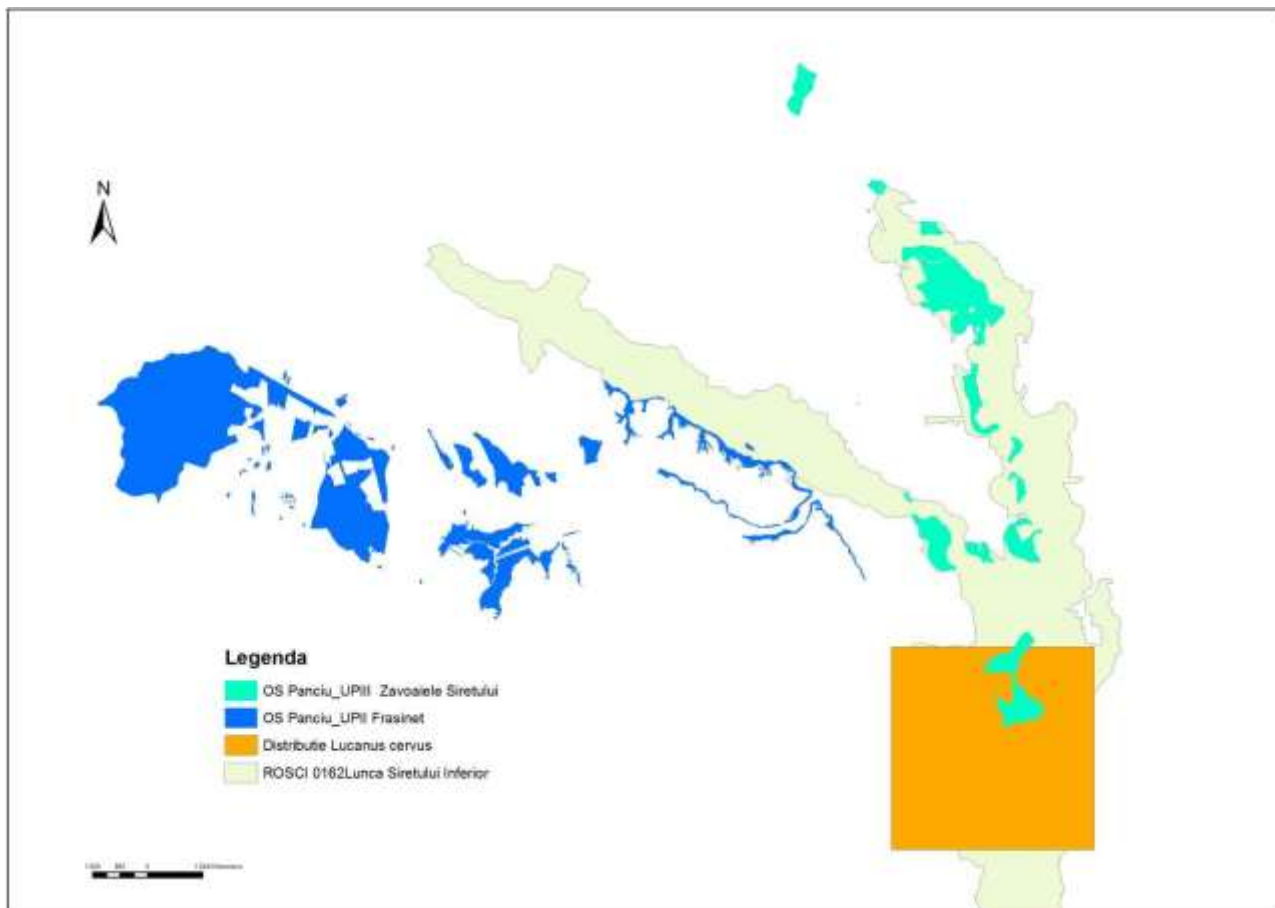 N
Legenda
OS Panciu_UPIII Zavoaiele Siretului
OS Panciu_UPII Frasinet
Distributie Lucanus cervus
ROSCI 0162Lunca Siretului Inferior